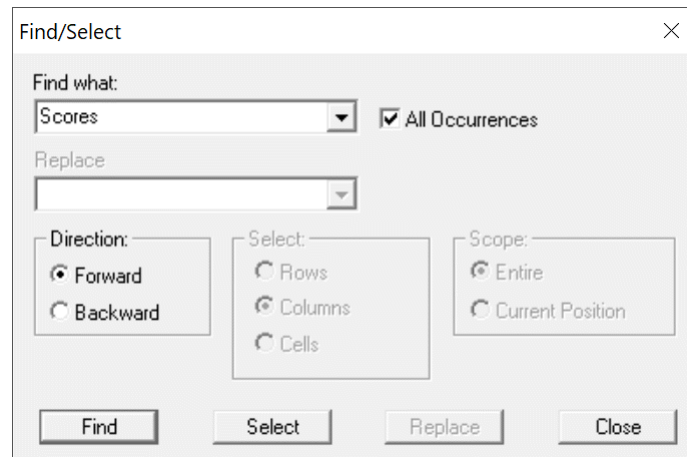 Find/Select
Find what:
Scores
All Occurrences
Replace
Direction:
Forward
Backward
Select:
Rows
Columns
Cells
Scope:
Entire
Current Position
Find
Select
Replace
Close